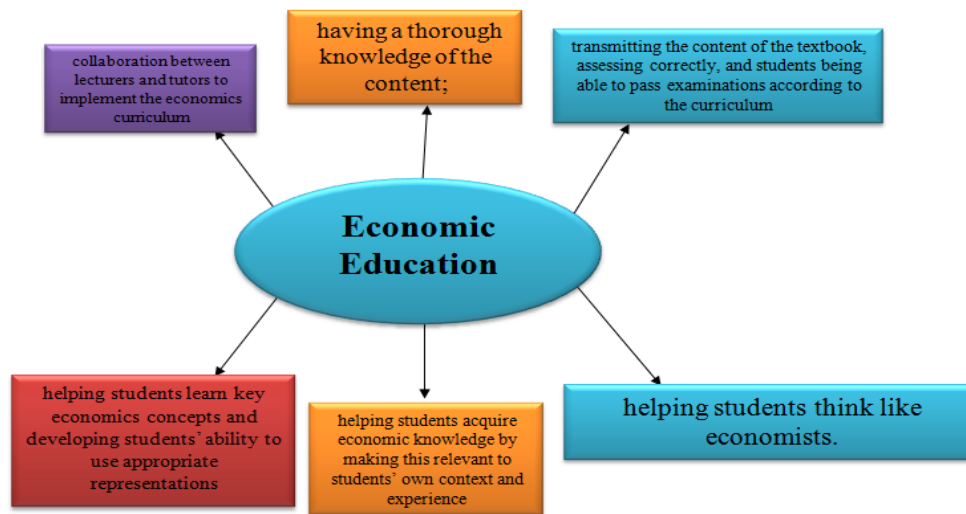 collaboration between
lecturers and tutors to
implement the economics
curriculum
having a thorough
knowledge of the
content;
transmitting the content of the textbook,
assessing correctly, and students being
able to pass examinations according to
the curriculum
Economic
Education
helping students learn key
economics concepts and
developing students’ ability to
use appropriate
representations
helping students acquire
economic knowledge by
making this relevant to
students’ own context and
experience
helping students think like
economists.